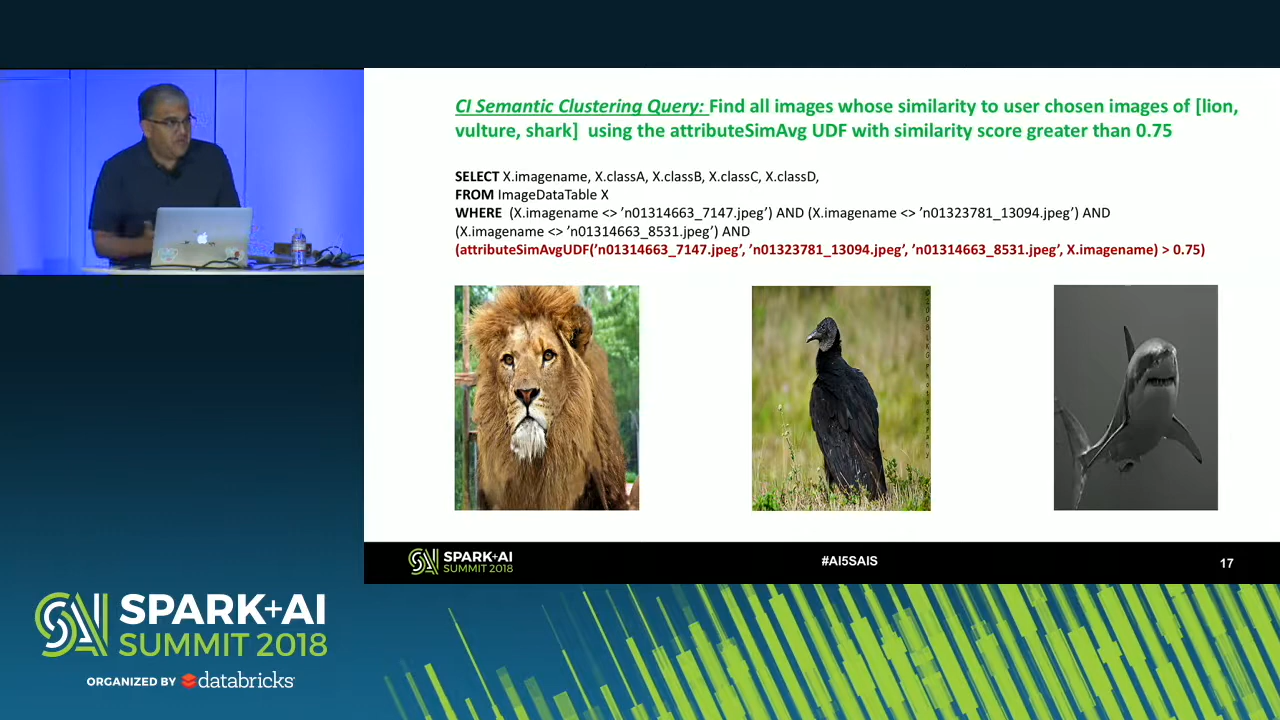 CI Semantic Clustering Query: Find all images whose similarity to user chosen images of [lion,
vulture, shark]  using the attributeSimAvg UDF with similarity score greater than 0.75
SELECT X.imagename, X.classA, X.classB, X.classC, X.classD,
FROM ImageDataTable X
WHERE  (X.imagename <> 'n01314663_7147.jpeg') AND (X.imagename <> 'n01323781_13094.jpeg') AND
(X.imagename <> 'n01314663_8531.jpeg') AND
(attributeSimAvgUDF('n01314663_7147.jpeg', 'n01323781_13094.jpeg', 'n01314663_8531.jpeg', X.imagename) > 0.75)
SPARK+AI
SUMMIT 2018
#AI5SAIS
17
SPARK+AI
SUMMIT 2018
ORGANIZED BY databricks